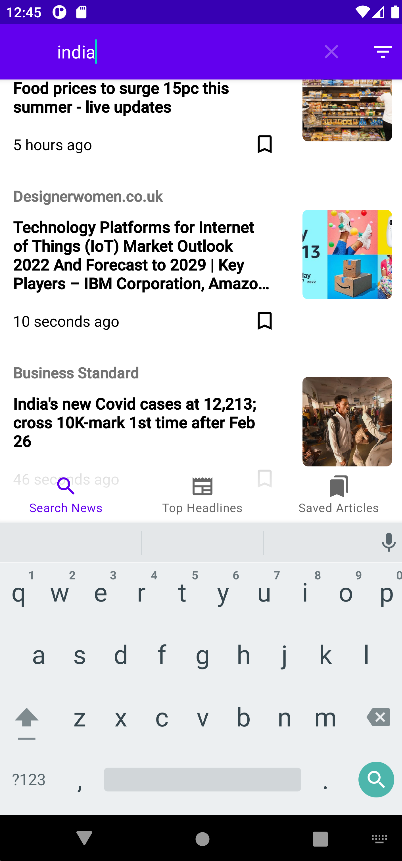 12:45
india
Food prices to surge 15pc this
summer - live updates
5 hours ago
Designerwomen.co.uk
Technology Platforms for Internet
of Things (IoT) Market Outlook
2022 And Forecast to 2029 | Key
Players – IBM Corporation, Amazo...
10 seconds ago
Business Standard
India's new Covid cases at 12,213;
cross 10K-mark 1st time after Feb
26
46 seconds ago
Search News
Top Headlines
Saved Articles
1 2 3 4 5 6 7 8 9 0
q w e r t y u i o p
a s d f g h j k l
z x c v b n m
?123 , .